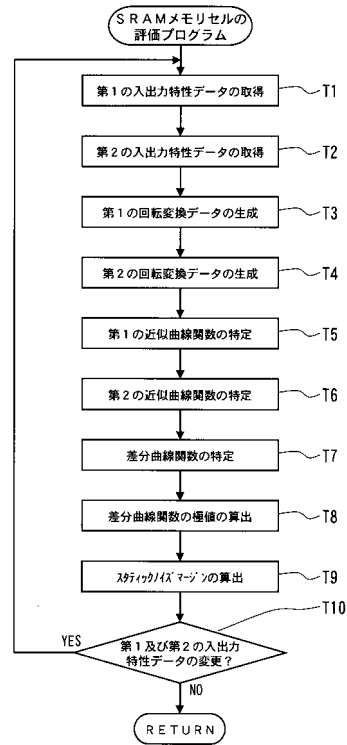 ＳＲＡＭメモリセルの
評価プログラム
第１の入出力特性データの取得
T1
第２の入出力特性データの取得
T2
第１の回転変換データの生成
T3
第２の回転変換データの生成
T4
第１の近似曲線関数の特定
T5
第２の近似曲線関数の特定
T6
差分曲線関数の特定
T7
差分曲線関数の極値の算出
T8
ｽﾀﾃｨｯｸﾉｲｽﾞﾏｰｼﾞﾝの算出
T9
T10
YES
第１及び第２の入出力
特性データの変更？
NO
ＲＥＴＵＲＮ